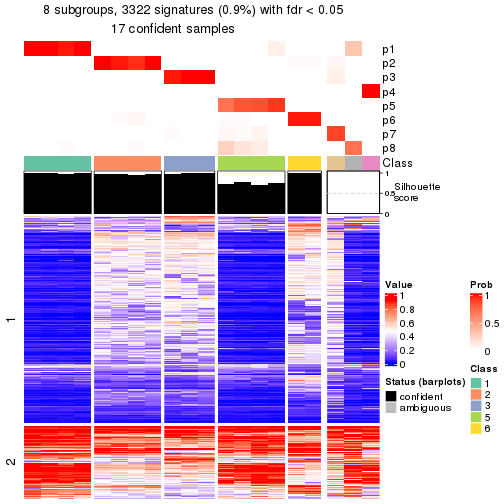 8 subgroups, 3322 signatures (0.9%) with fdr < 0.05
17 confident samples
p1
p2
p3
p4
p5
p6
p7
p8
Class
1
0.5
0
Silhouette
score
1
2
Value
1
0.8
0.6
0.4
0.2
0
Status (barplots)
confident
ambiguous
Prob
1
0.5
0
Class
1
2
3
5
6